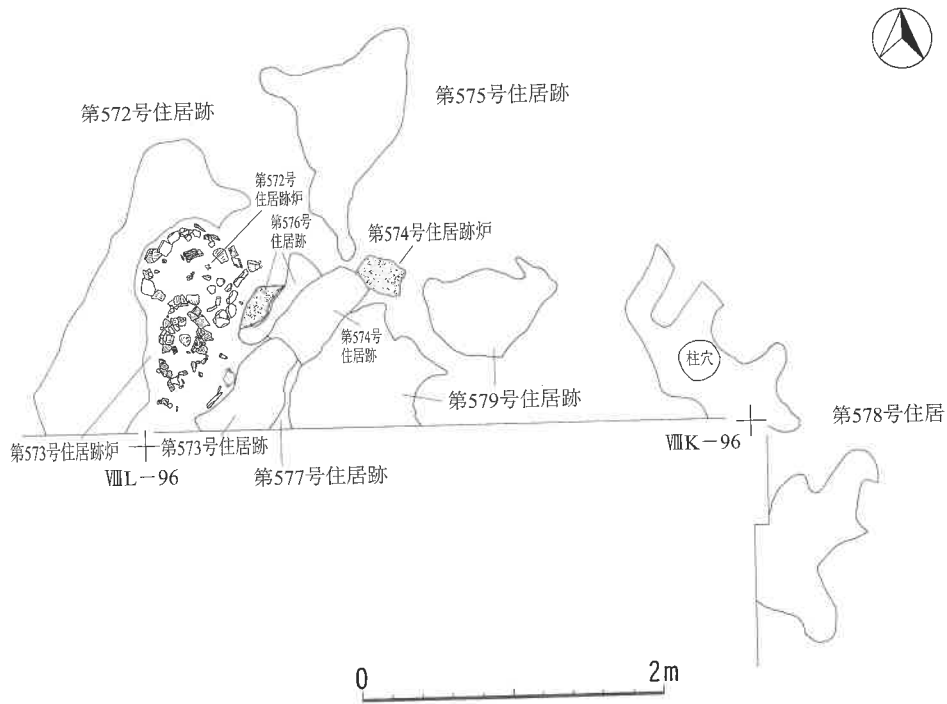 第575号住居跡
第572号住居跡
第572号
住居跡炉
第576号
住居跡
第574号住居跡炉
第574号
住居跡
柱穴
第579号住居跡
第578号住居
第573号住居跡炉
第573号住居跡
ⅧL－96
ⅧK－96
第577号住居跡
0
2m